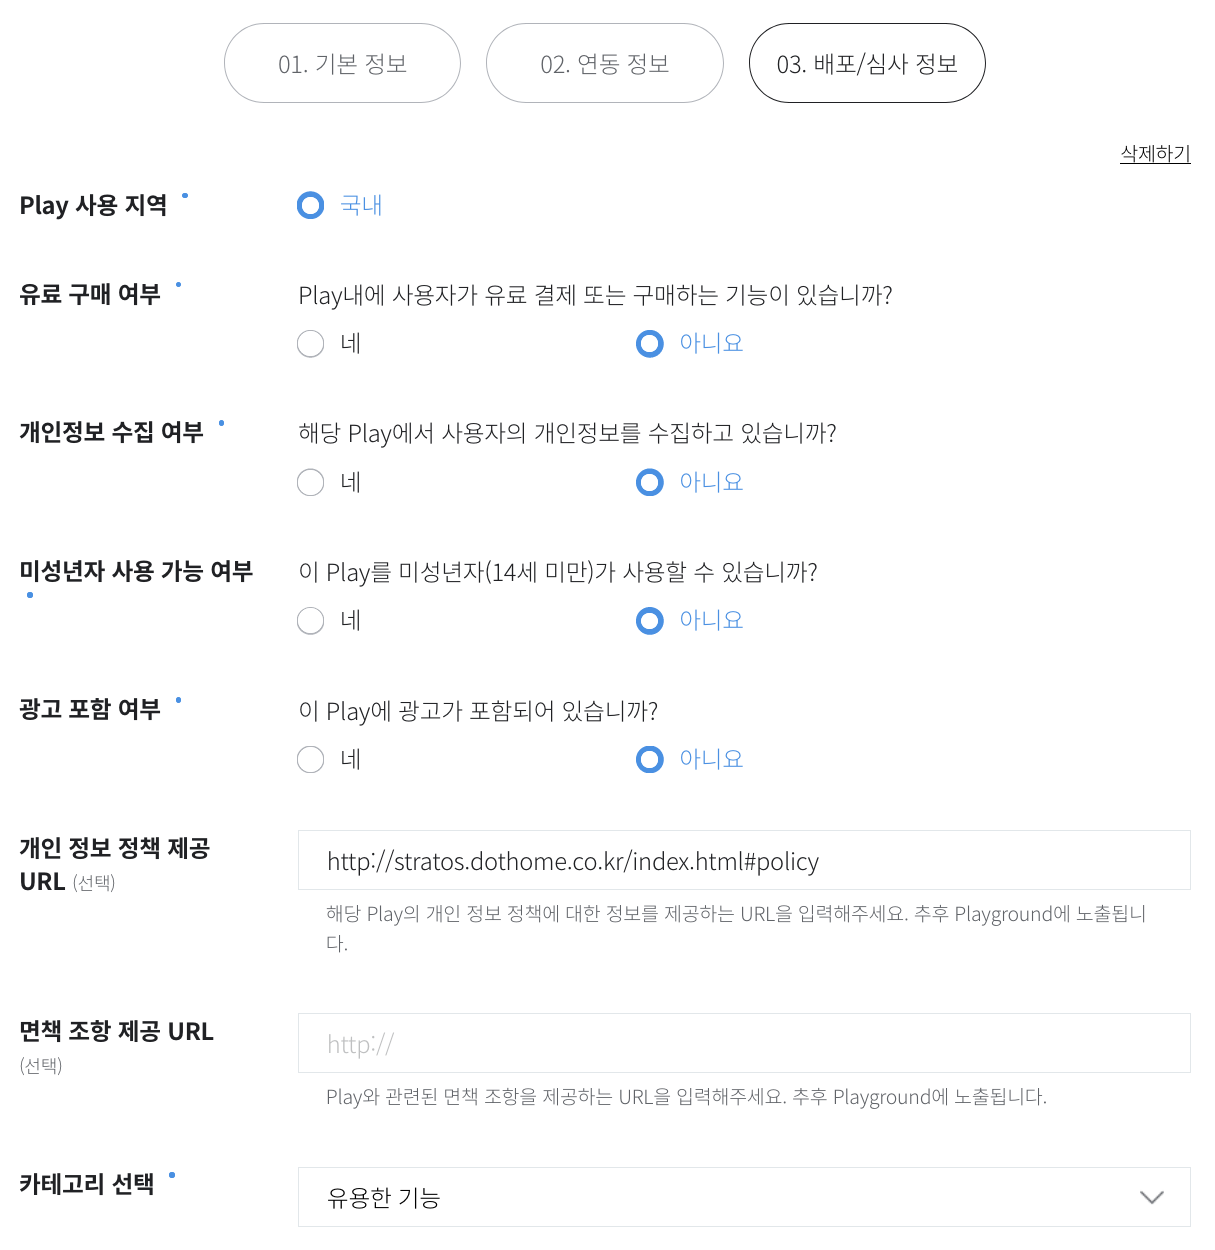 01. 기본 정보
02. 연동 정보
03. 배포/심사 정보
삭제하기
Play 사용 지역
국내
유료 구매 여부
Play내에 사용자가 유료 결제 또는 구매하는 기능이 있습니까?
네
아니요
개인정보 수집 여부
해당 Play에서 사용자의 개인정보를 수집하고 있습니까?
네
아니요
미성년자 사용 가능 여부
이 Play를 미성년자(14세 미만)가 사용할 수 있습니까?
네
아니요
광고 포함 여부
이 Play에 광고가 포함되어 있습니까?
네
아니요
개인 정보 정책 제공
URL (선택)
http://stratos.dothome.co.kr/index.html#policy
해당 Play의 개인 정보 정책에 대한 정보를 제공하는 URL을 입력해주세요. 추후 Playground에 노출됩니
다.
면책 조항 제공 URL
(선택)
http://
Play와 관련된 면책 조항을 제공하는 URL을 입력해주세요. 추후 Playground에 노출됩니다.
카테고리 선택
유용한 기능